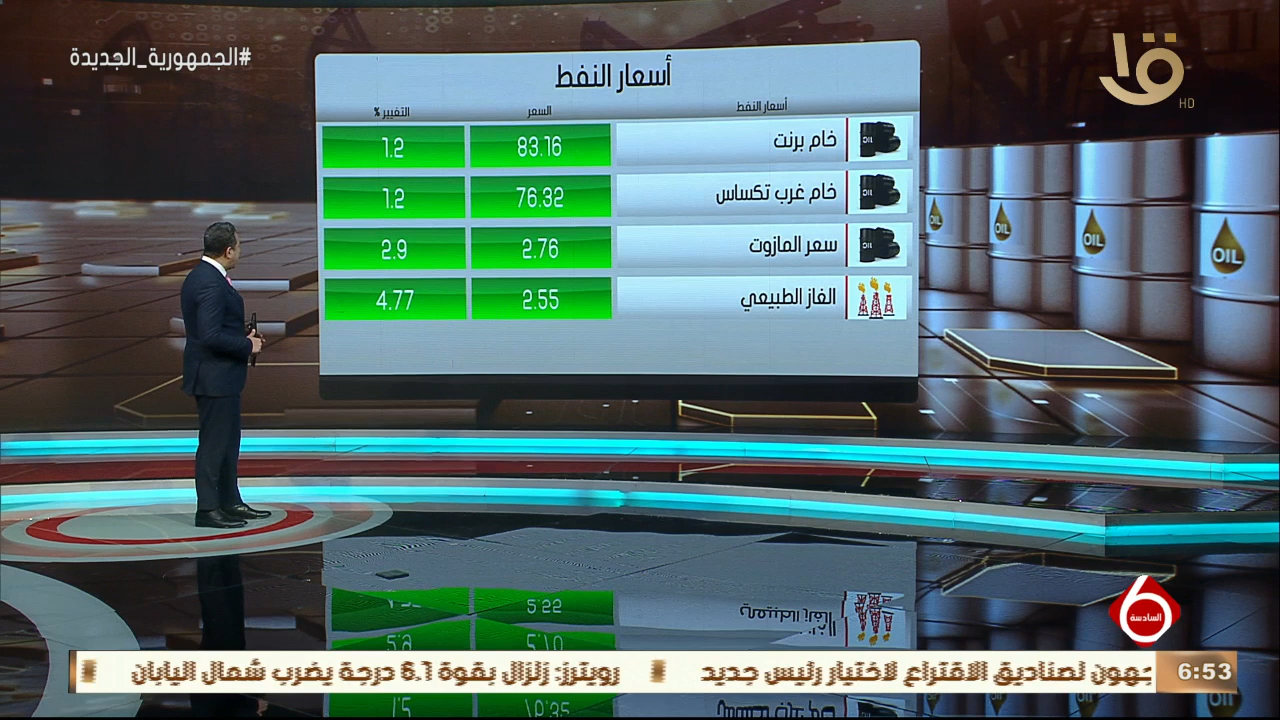 #الجمهورية_الجديدة
HD
أسعار النفط
أسعار النفط السعر التغيير %
خام برنت 83.16 1.2
خام غرب تكساس 76.32 1.2
سعر المازوت 2.76 2.9
الغاز الطبيعي 2.55 4.77
OIL
OIL
OIL
OIL
6
السادسة
6:53
لصناديق الاقتراع لاختيار رئيس جديد # رويترز: زلزال بقوة 6.1 درجة يضرب شمال اليابان #